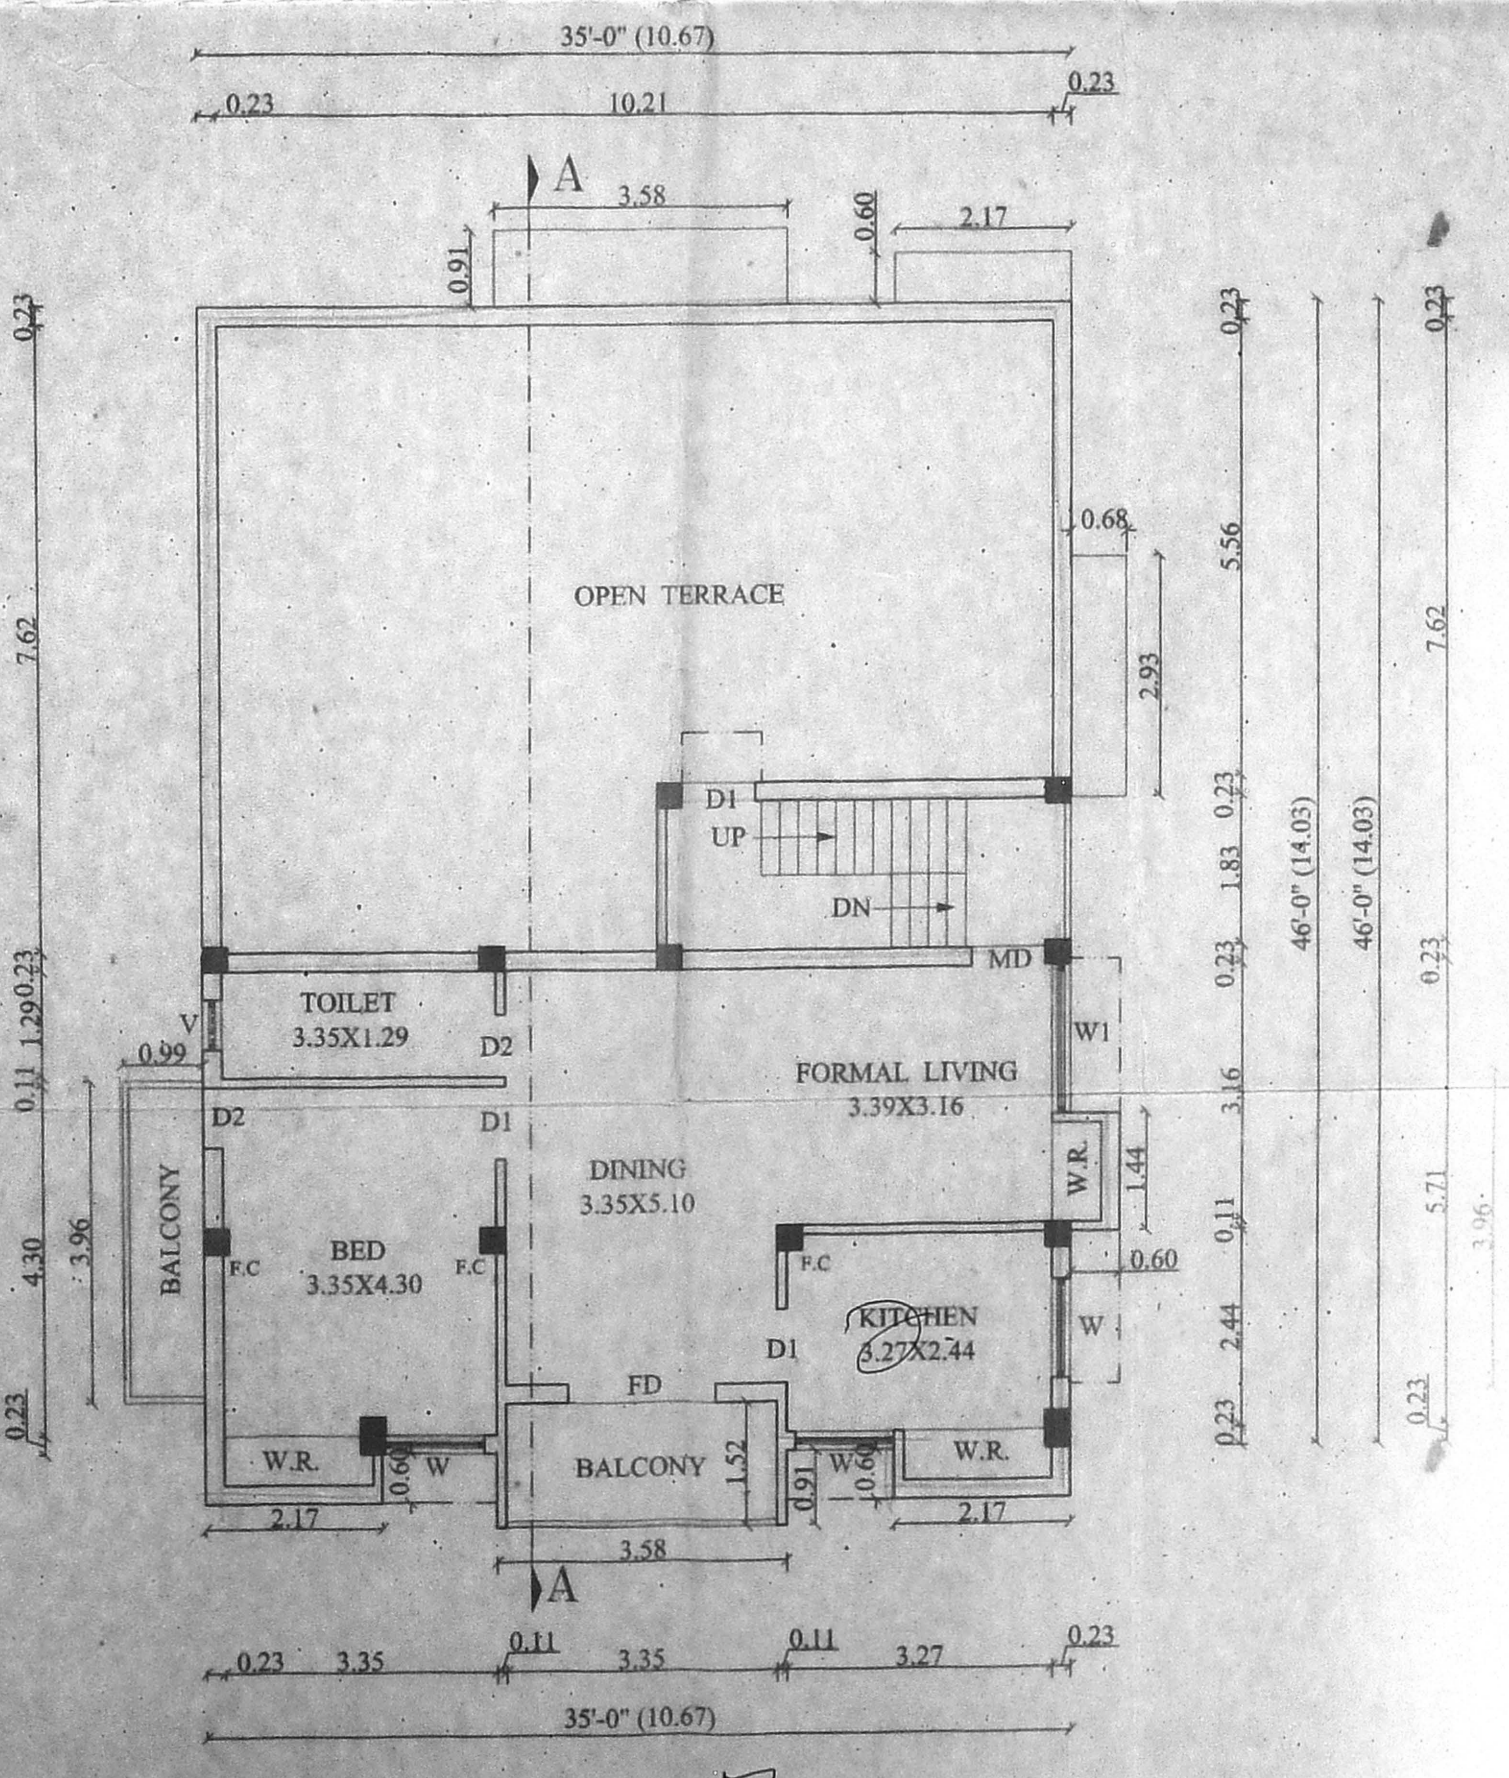 35'-0" (10.67)
0.23
10.21
0.23
A
3.58
0.91
0.60
2.17
0.23
0.23
0.23
0.68
5.56
OPEN TERRACE
7.62
7.62
2.93
D1
0.23
UP
46'-0" (14.03)
46'-0" (14.03)
1.83
DN
MD
0.23
0.23
0.23
TOILET
3.35X1.29
V
1.29
D2
W1
0.99
0.11
FORMAL LIVING
3.39X3.16
3.16
D2
D1
DINING
3.35X5.10
W.R.
1.44
5.71
BALCONY
3.96
4.30
BED
3.35X4.30
F.C
F.C
F.C
0.11
0.60
3.96
KITCHEN
3.27X2.44
W
2.44
D1
FD
0.23
0.23
0.23
W.R.
0.60
W
BALCONY
1.52
0.91
W
0.60
W.R.
2.17
2.17
3.58
A
0.23
3.35
0.11
3.35
0.11
3.27
0.23
35'-0" (10.67)